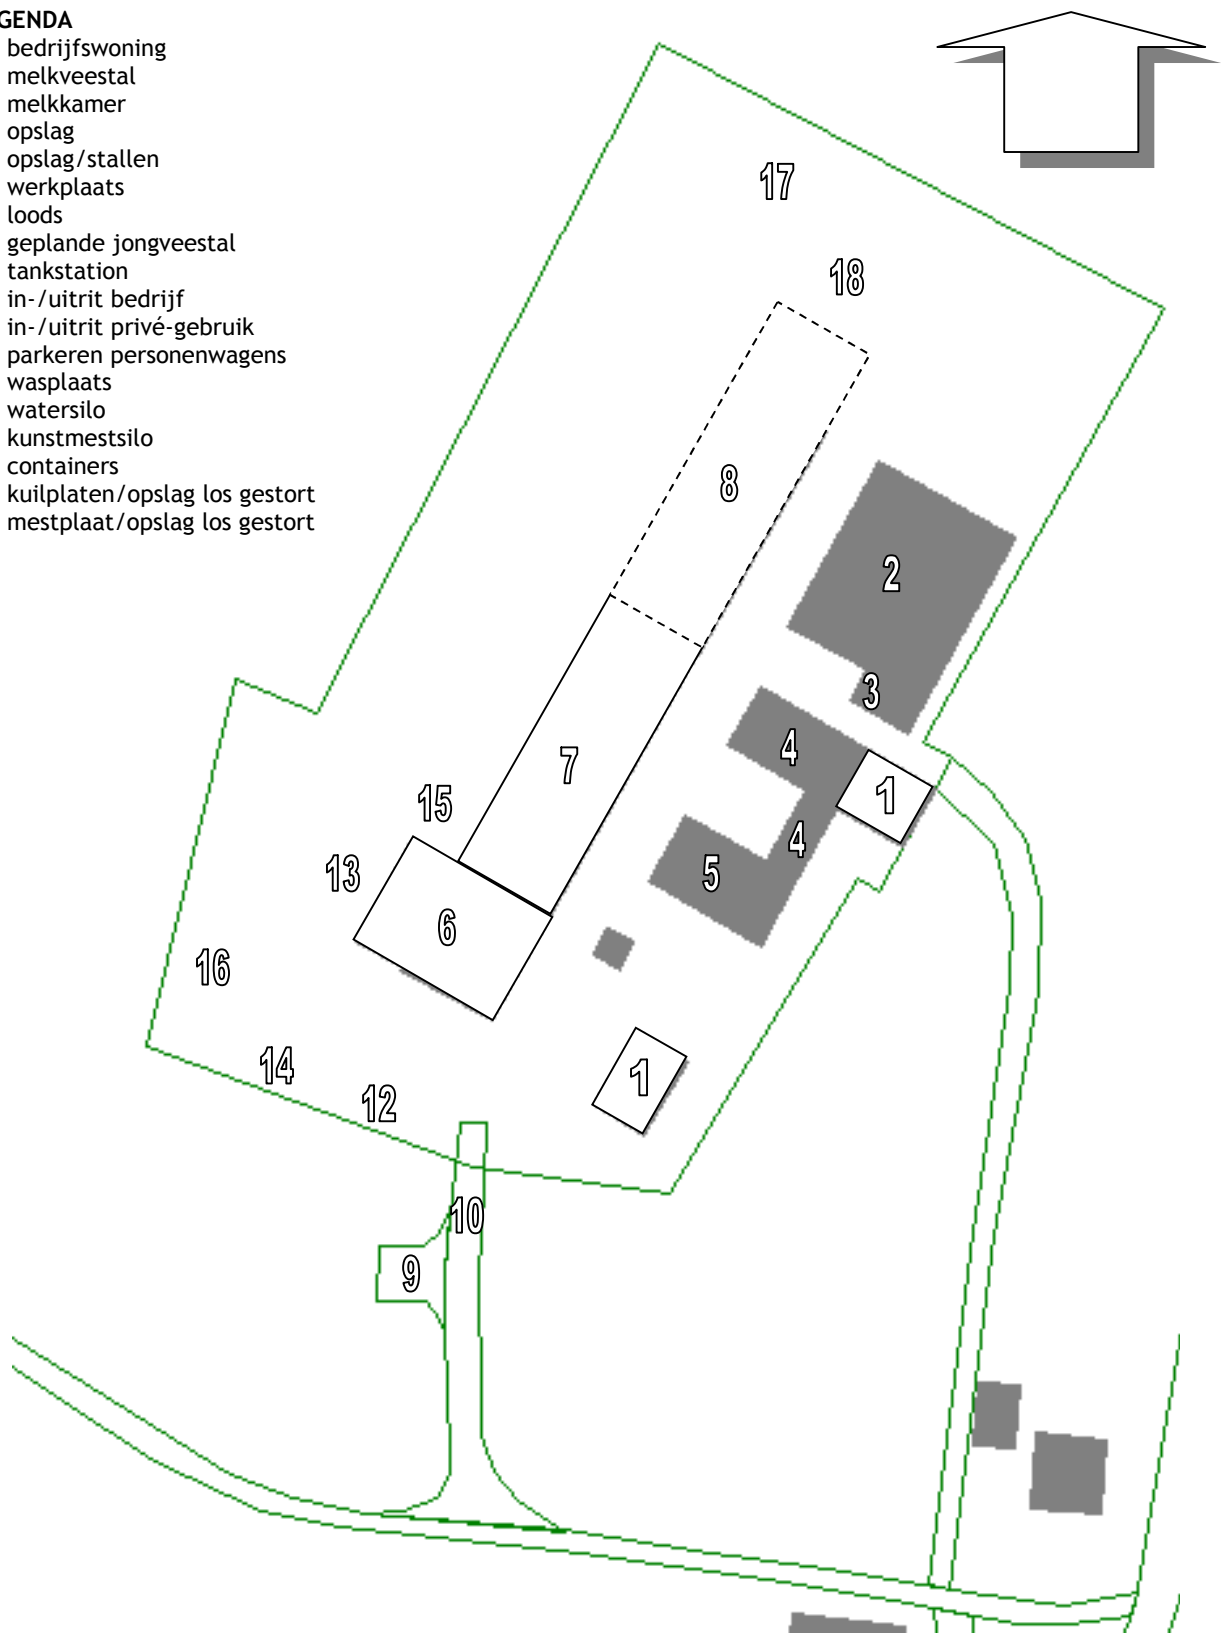 GENDA
bedrijfswoning
melkveestal
melkkamer
opslag
opslag/stallen
werkplaats
loods
geplande jongveestal
tankstation
in-/uitrit bedrijf
in-/uitrit privé-gebruik
parkeren personenwagens
wasplaats
watersilo
kunstmestsilo
containers
kuilplaten/opslag los gestort
mestplaat/opslag los gestort
17
18
8
2
3
4
7
1
15
4
13
5
6
16
14
1
12
10
9